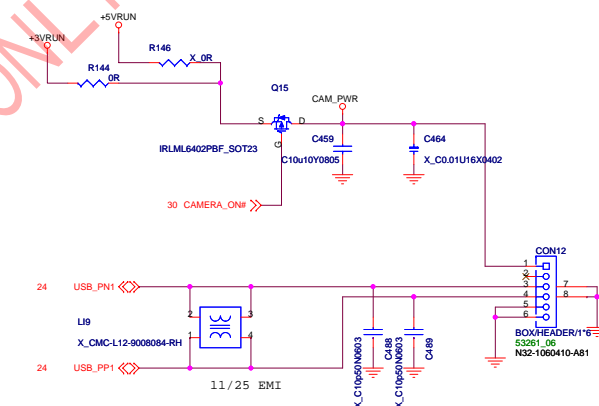 +5VRUN
+3VRUN
R146
X_0R
R144
0R
Q15
CAM_PWR
S
D
G
C459
C464
IRLML6402PBF_SOT23
C10u10Y0805
X_C0.01U16X0402
30 CAMERA_ON#
CON12
1
2
3
4
5
6
7
8
24 USB_PN1
2
3
LI9
1
4
X_CMC-L12-9008084-RH
24 USB_PP1
11/25 EMI
X_C10p50N0603
C488
X_C10p50N0603
C489
BOX/HEADER/1*6
53261_06
N32-1060410-A81
ONL